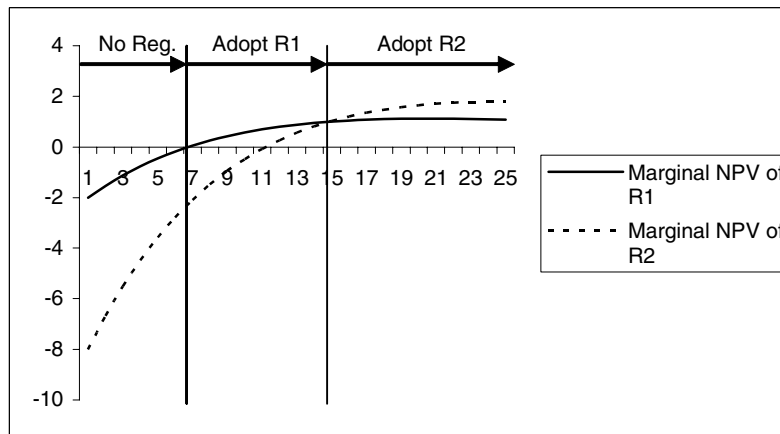 4
No Reg. Adopt R1 Adopt R2
2
0
1 3 5 7 9 11 13 15 17 19 21 23 25
-2
-4
-6
-8
-10
Marginal NPV of
R1
Marginal NPV of
R2